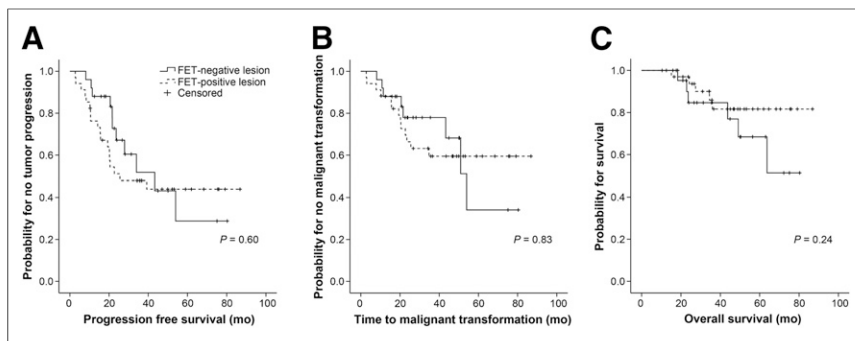 A
Probability for no tumor progression
1.0
0.8
0.6
0.4
0.2
0.0
FET-negative lesion
FET-positive lesion
Censored
P = 0.60
0 20 40 60 80 100
Progression free survival (mo)
B
Probability for no malignant transformation
1.0
0.8
0.6
0.4
0.2
0.0
P = 0.83
0 20 40 60 80 100
Time to malignant transformation (mo)
C
Probability for survival
1.0
0.8
0.6
0.4
0.2
0.0
P = 0.24
0 20 40 60 80 100
Overall survival (mo)